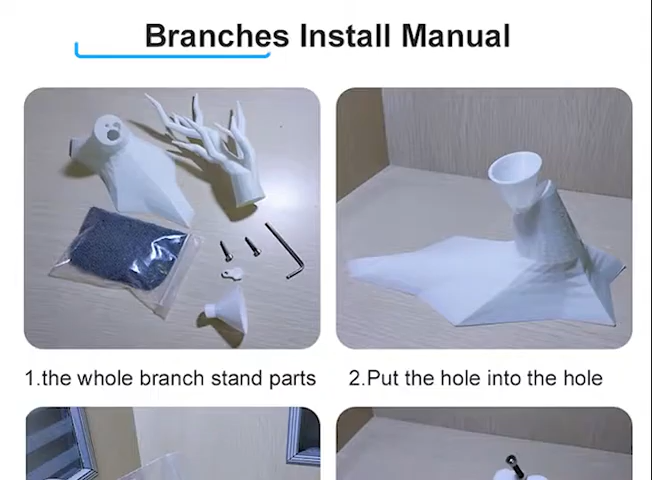 Branches Install Manual
1.the whole branch stand parts
2.Put the hole into the hole